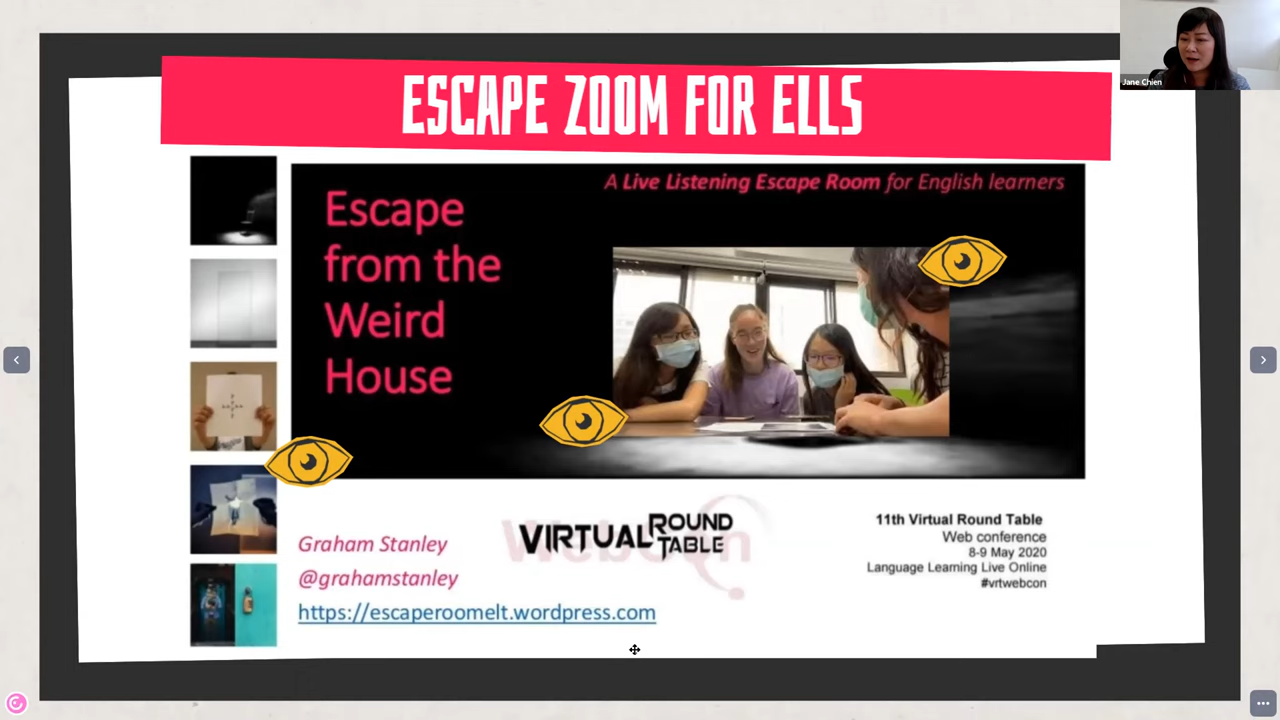 ESCAPE ZOOM FOR ELLS
Jane Chien
A Live Listening Escape Room for English learners
Escape
from the
Weird
House
Graham Stanley
@grahamstanley
https://escaperoomelt.wordpress.com
WebCon
VIRTUAL ROUND
TABLE
11th Virtual Round Table
Web conference
8-9 May 2020
Language Learning Live Online
#vrtwebcon